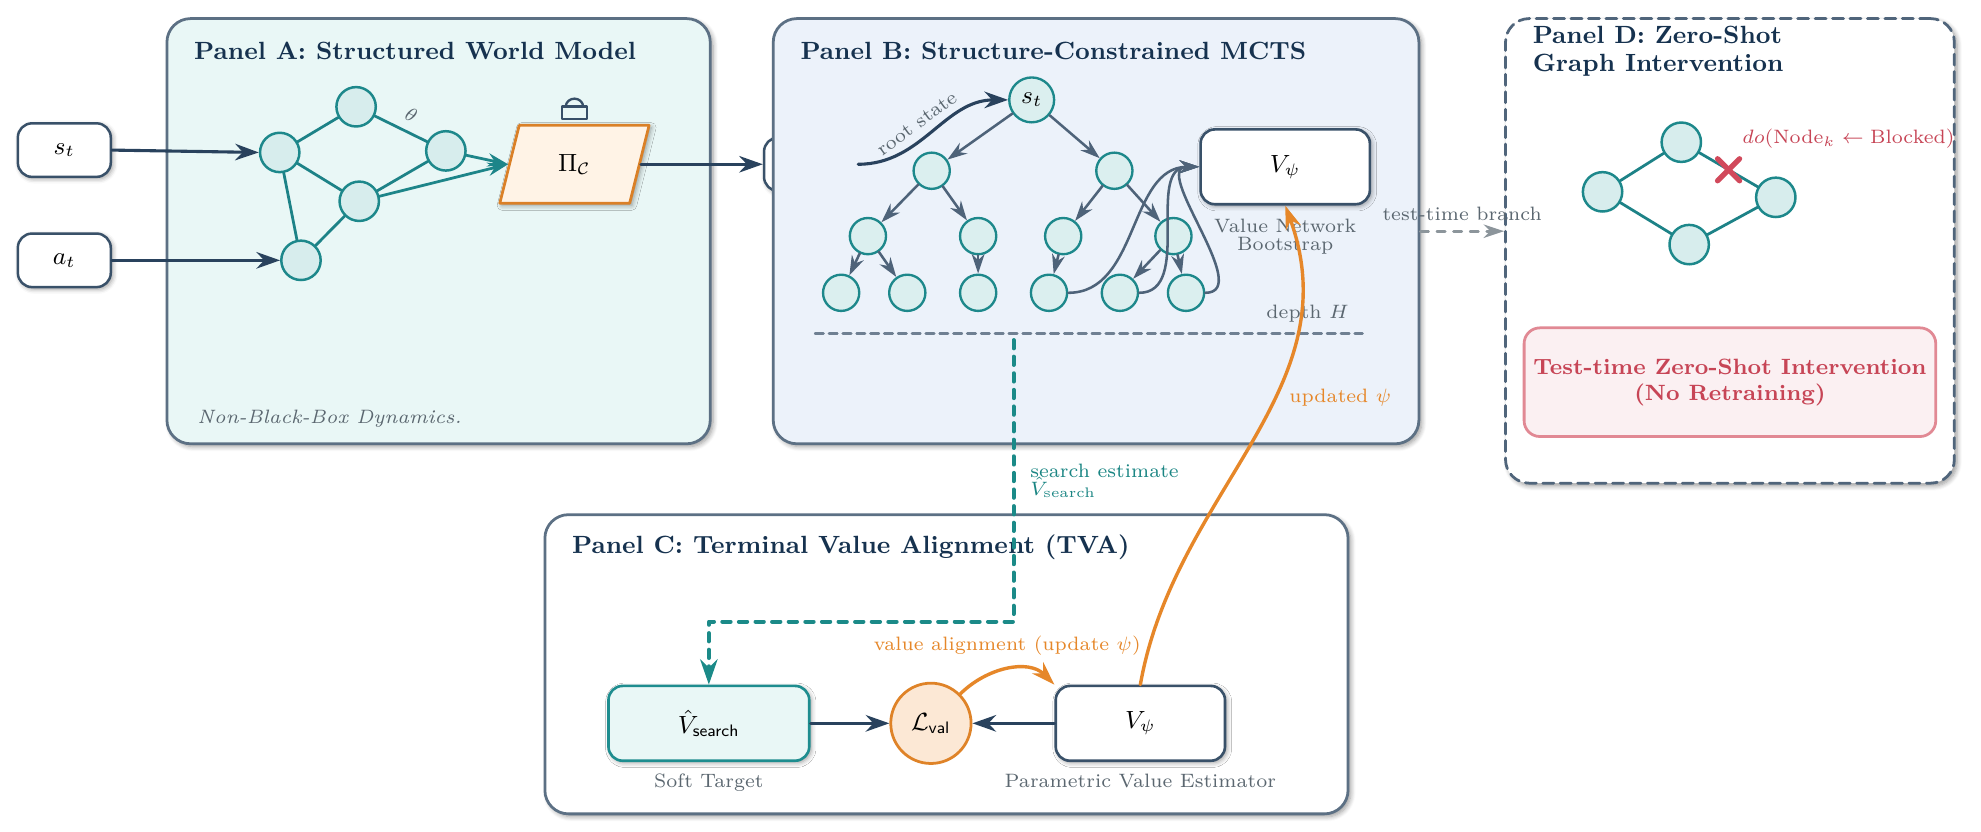 Panel A: Structured World Model
s_t
a_t
θ
Π_C
Non-Black-Box Dynamics.
Panel B: Structure-Constrained MCTS
root state
s_t
V_ψ
Value Network
Bootstrap
depth H
updated ψ
search estimate
V̂_search
test-time branch
Panel D: Zero-Shot
Graph Intervention
do(Node_k ← Blocked)
Test-time Zero-Shot Intervention
(No Retraining)
Panel C: Terminal Value Alignment (TVA)
value alignment (update ψ)
V̂_search
ℒ_val
V_ψ
Soft Target
Parametric Value Estimator